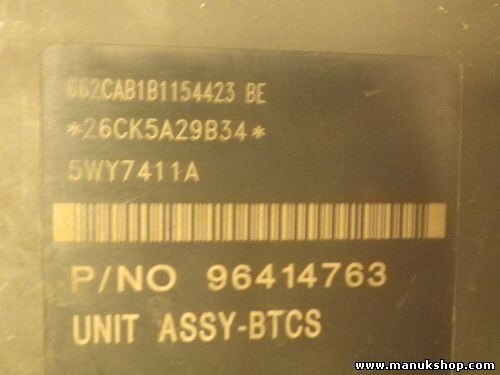 662CAB1B1154423 BE
*26CK5A29B34*
5WY7411A
P/NO 96414763
UNIT ASSY-BTCS
www.manukshop.com